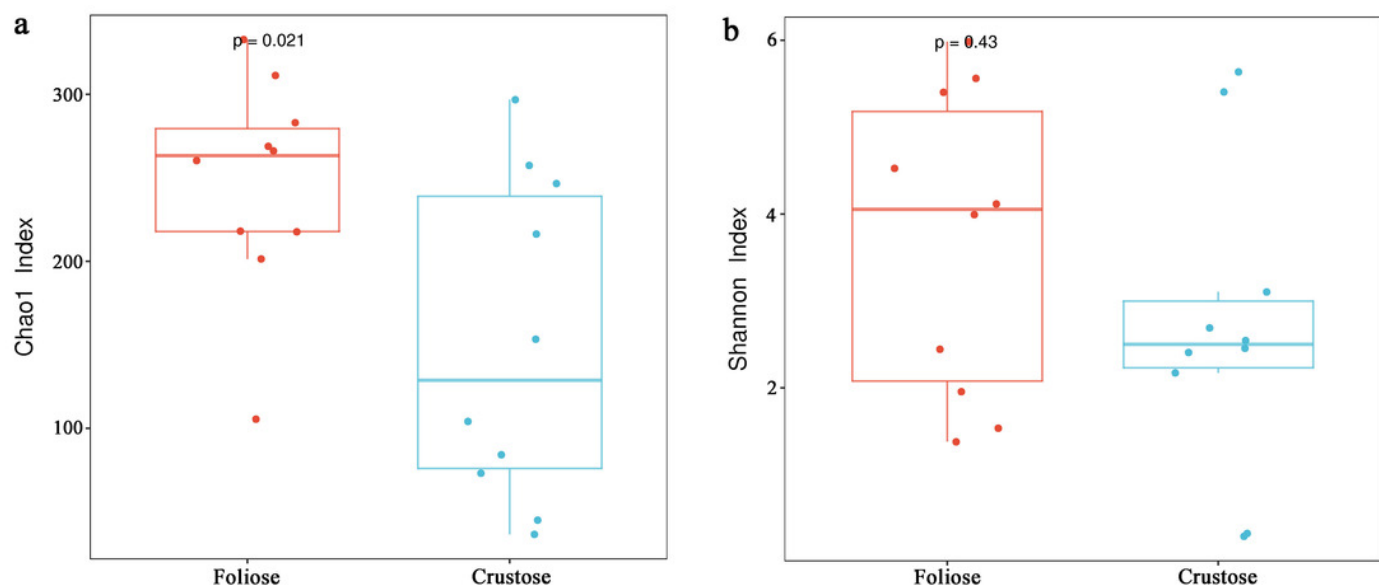 a
p = 0.021
300
200
100
Chao1 Index
Foliose
Crustose
b
p = 0.43
6
4
2
Shannon Index
Foliose
Crustose